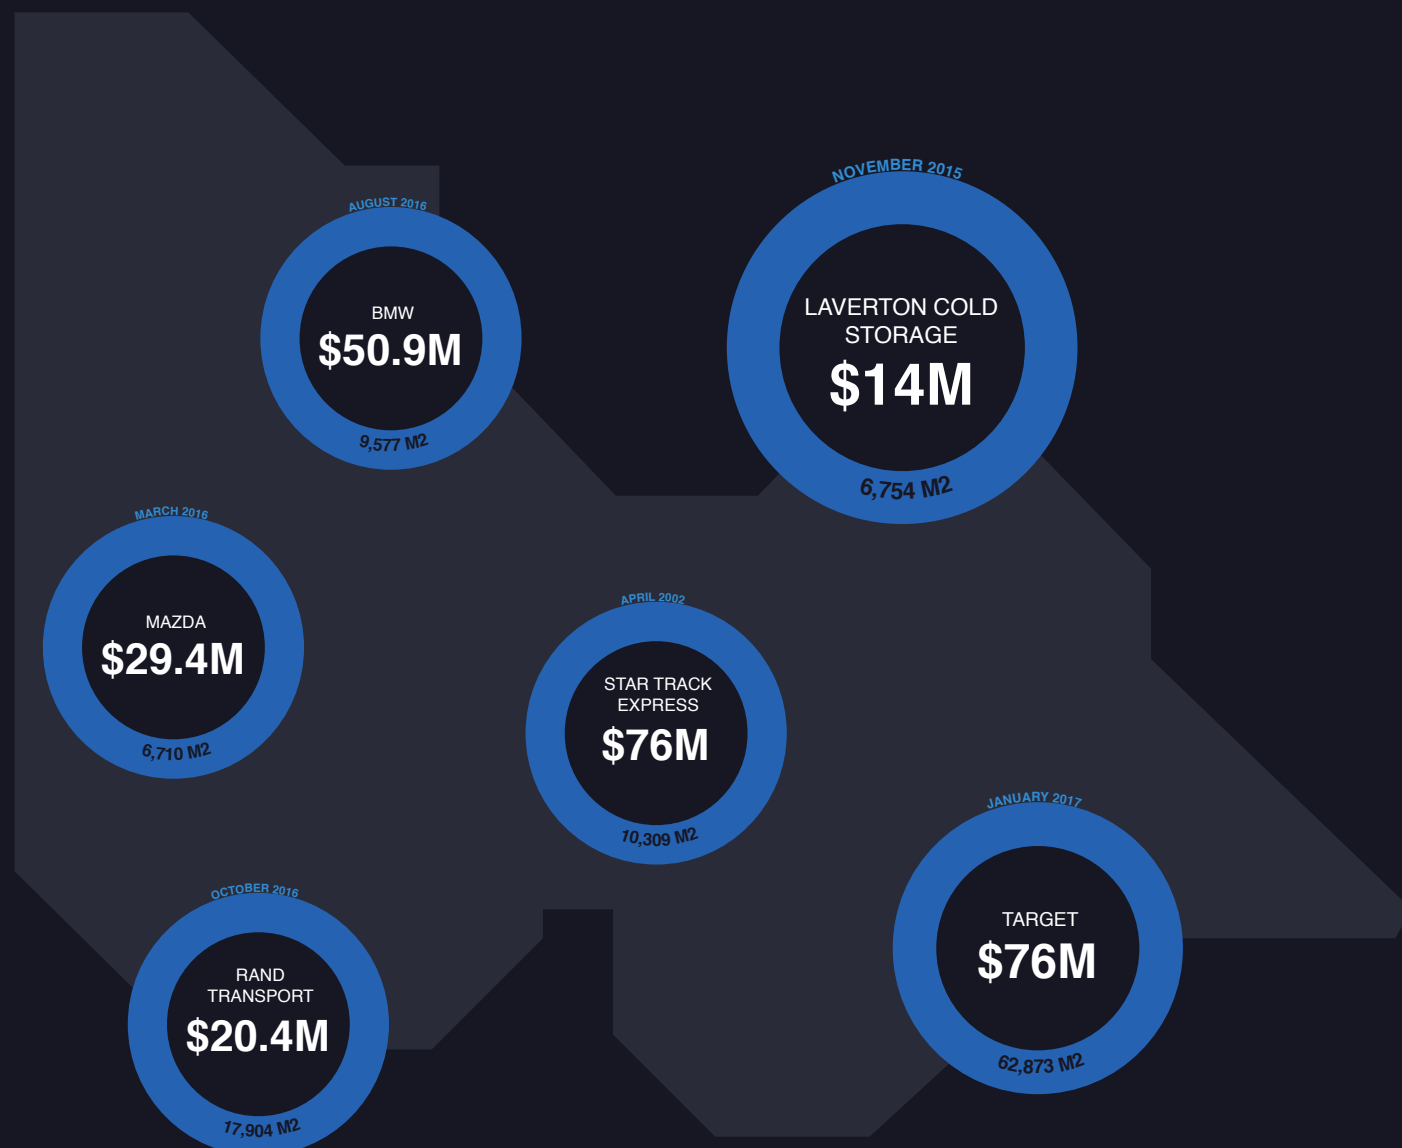 NOVEMBER 2015
LAVERTON COLD
STORAGE
$14M
6,754 M2
AUGUST 2016
BMW
$50.9M
9,577 M2
MARCH 2016
MAZDA
$29.4M
6,710 M2
APRIL 2002
STAR TRACK
EXPRESS
$76M
10,309 M2
JANUARY 2017
TARGET
$76M
62,873 M2
OCTOBER 2016
RAND
TRANSPORT
$20.4M
17,904 M2